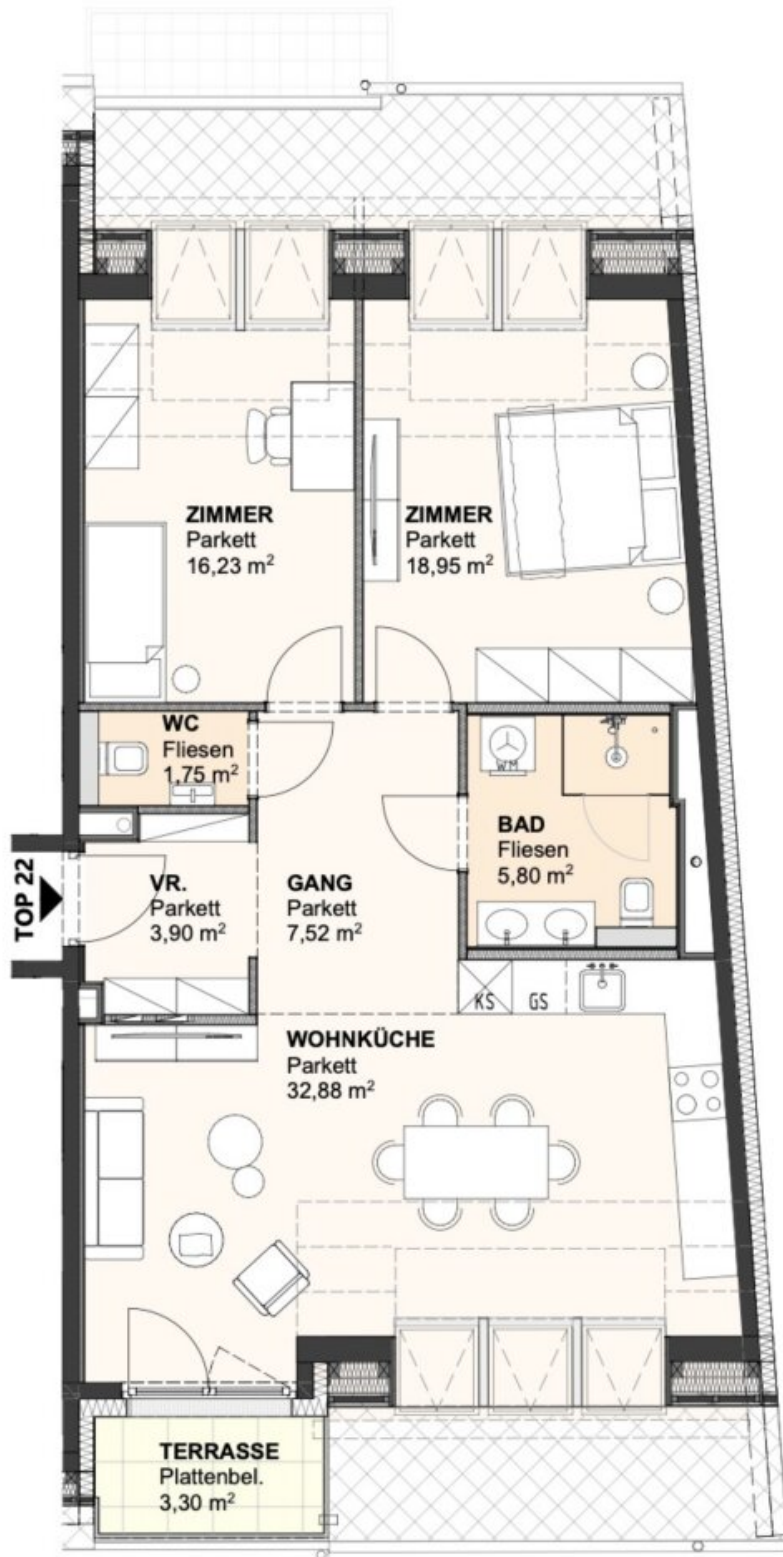 ZIMMER
Parkett
16,23 m²
ZIMMER
Parkett
18,95 m²
WC
Fliesen
1,75 m²
WM
BAD
Fliesen
5,80 m²
TOP 22
VR.
Parkett
3,90 m²
GANG
Parkett
7,52 m²
KS
GS
WOHNKÜCHE
Parkett
32,88 m²
TERRASSE
Plattenbel.
3,30 m²